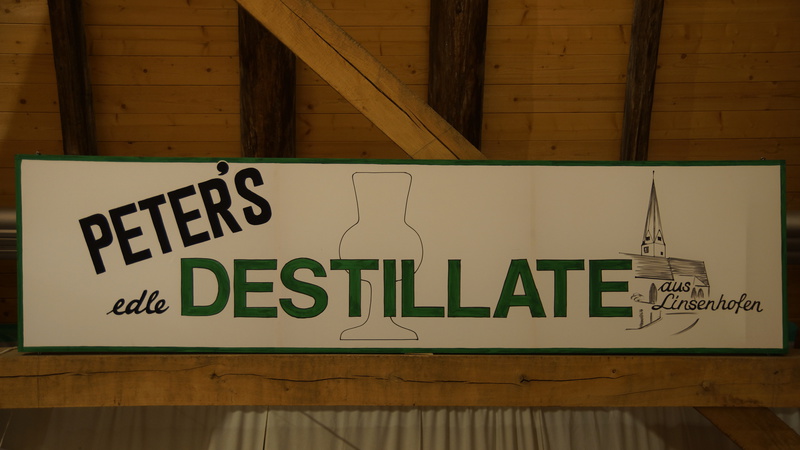 PETER'S
edle DESTILLATE aus
Linsenhofen